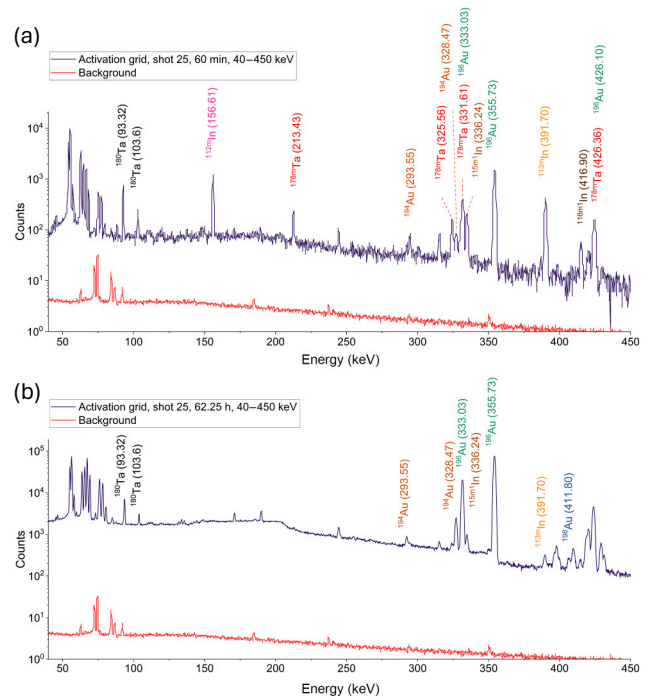 (a)
Activation grid, shot 25, 60 min, 40–450 keV
Background
¹⁸⁰Ta (93.32)
¹⁸⁰Ta (103.6)
¹¹²ᵐIn (156.61)
¹⁷⁸ᵐTa (213.43)
¹⁹⁴Au (293.55)
¹⁷⁸ᵐTa (325.56)
¹⁹⁴Au (328.47)
¹⁷⁸ᵐTa (331.61)
¹⁹⁶Au (333.03)
¹¹⁵ᵐ¹In (336.24)
¹⁹⁶Au (355.73)
¹¹³ᵐIn (391.70)
¹¹⁶ᵐ¹In (416.90)
¹⁷⁸ᵐTa (426.36)
¹⁹⁶Au (426.10)
Counts
10⁴
10³
10²
10¹
10⁰
50 100 150 200 250 300 350 400 450
Energy (keV)
(b)
Activation grid, shot 25, 62.25 h, 40–450 keV
Background
¹⁸⁰Ta (93.32)
¹⁸⁰Ta (103.6)
¹⁹⁴Au (293.55)
¹⁹⁴Au (328.47)
¹⁹⁶Au (333.03)
¹¹⁵ᵐ¹In (336.24)
¹⁹⁶Au (355.73)
¹¹³ᵐIn (391.70)
¹⁹⁸Au (411.80)
Counts
10⁵
10⁴
10³
10²
10¹
10⁰
50 100 150 200 250 300 350 400 450
Energy (keV)